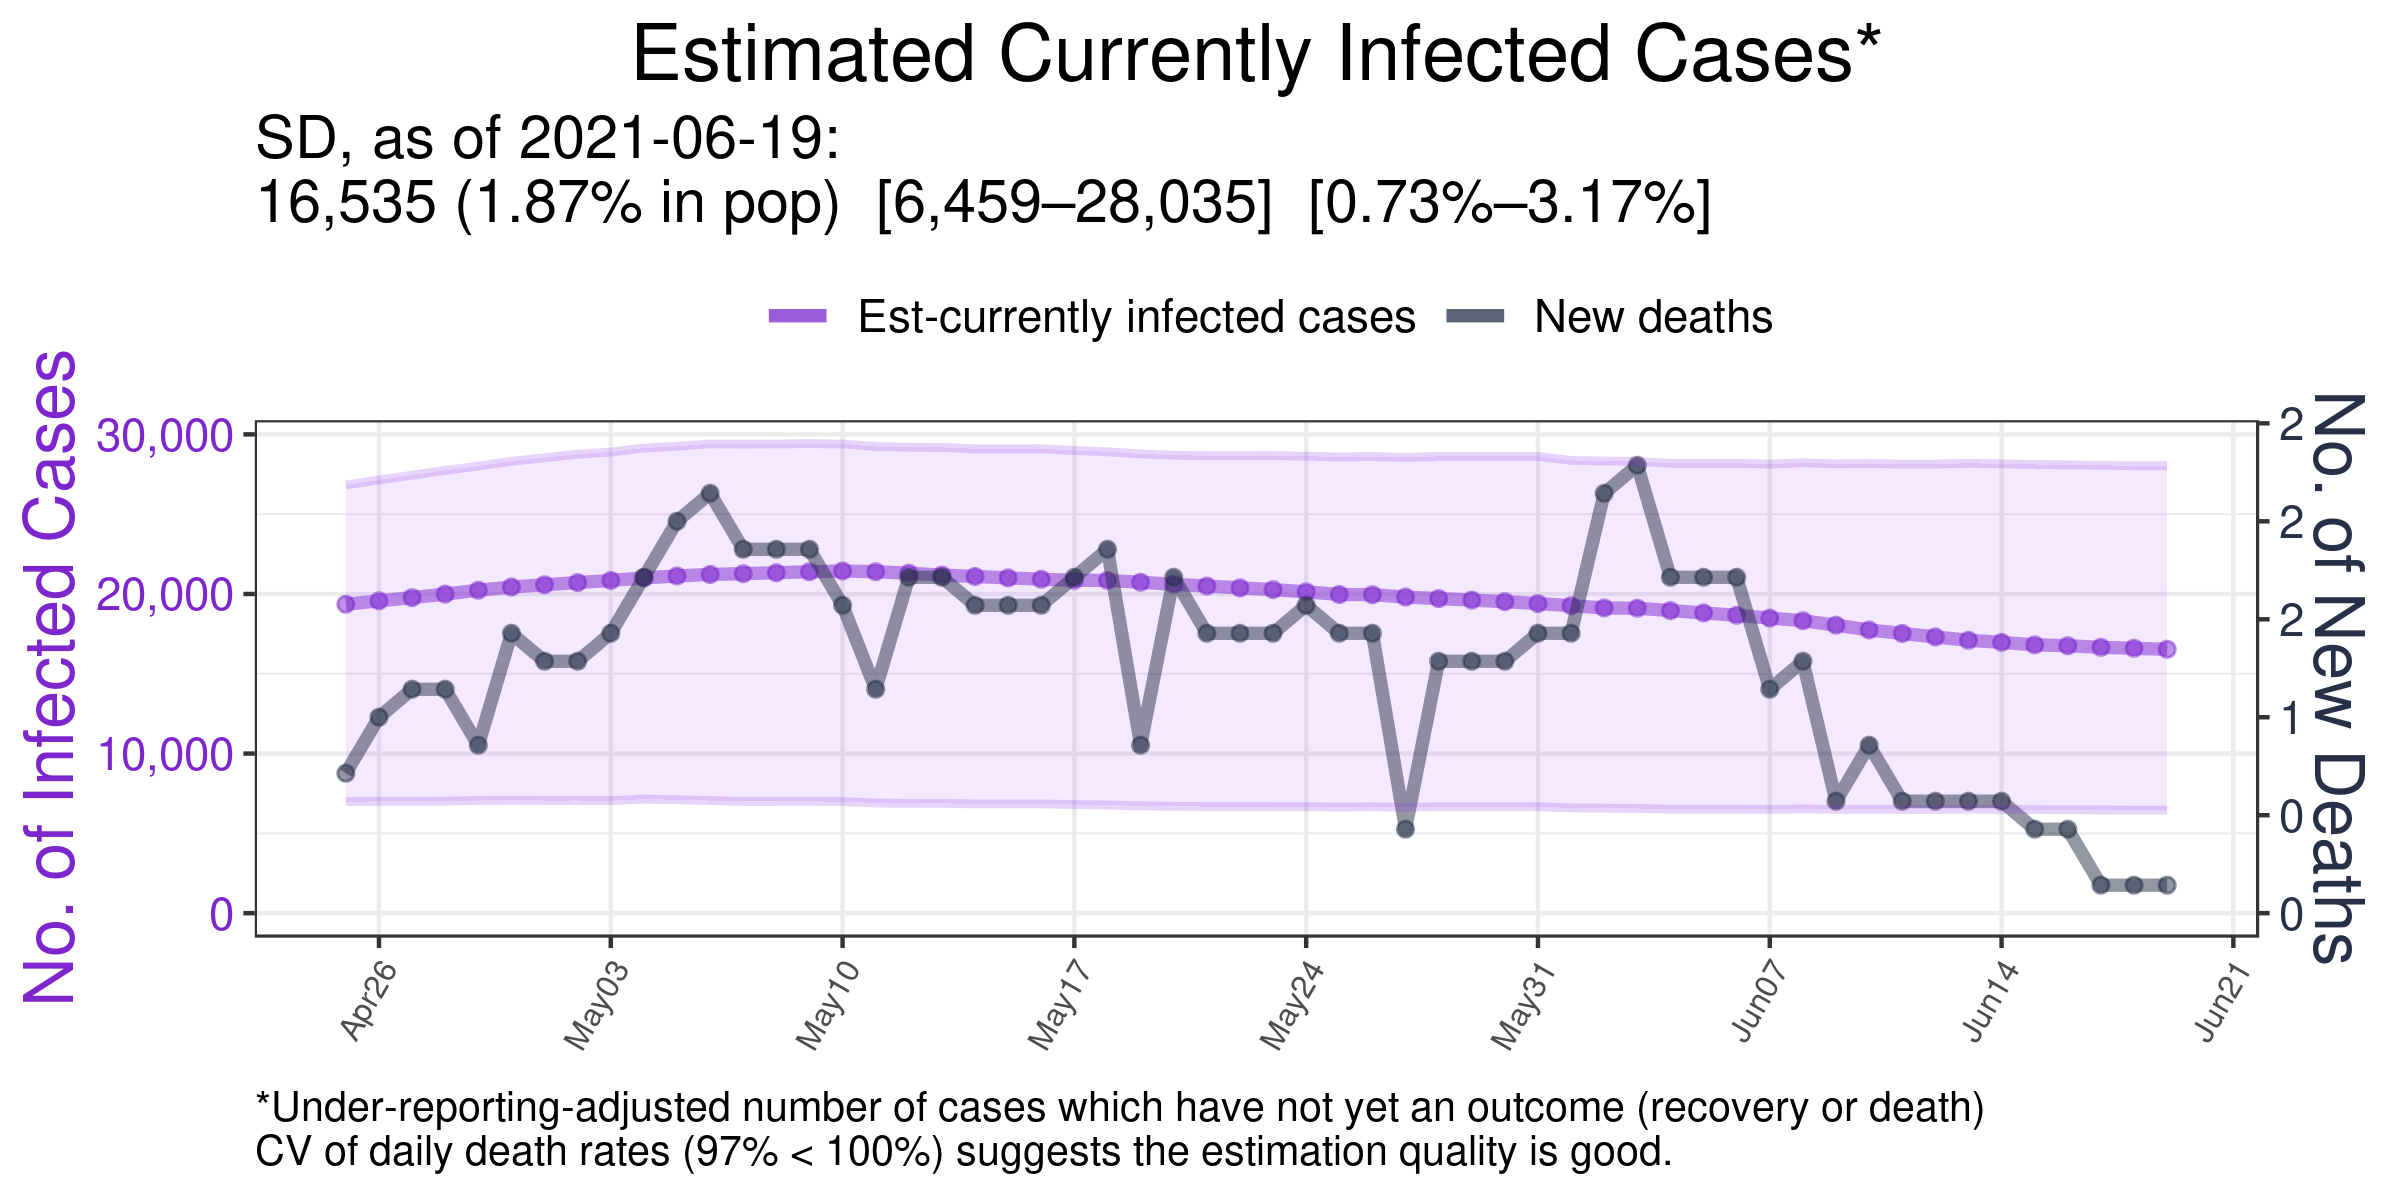 Estimated Currently Infected Cases*
SD, as of 2021-06-19:
16,535 (1.87% in pop)  [6,459–28,035]  [0.73%–3.17%]
Est-currently infected cases
New deaths
No. of Infected Cases
30,000
20,000
10,000
0
2
2
2
1
0
0
No. of New Deaths
Apr26
May03
May10
May17
May24
May31
Jun07
Jun14
Jun21
*Under-reporting-adjusted number of cases which have not yet an outcome (recovery or death)
CV of daily death rates (97% < 100%) suggests the estimation quality is good.